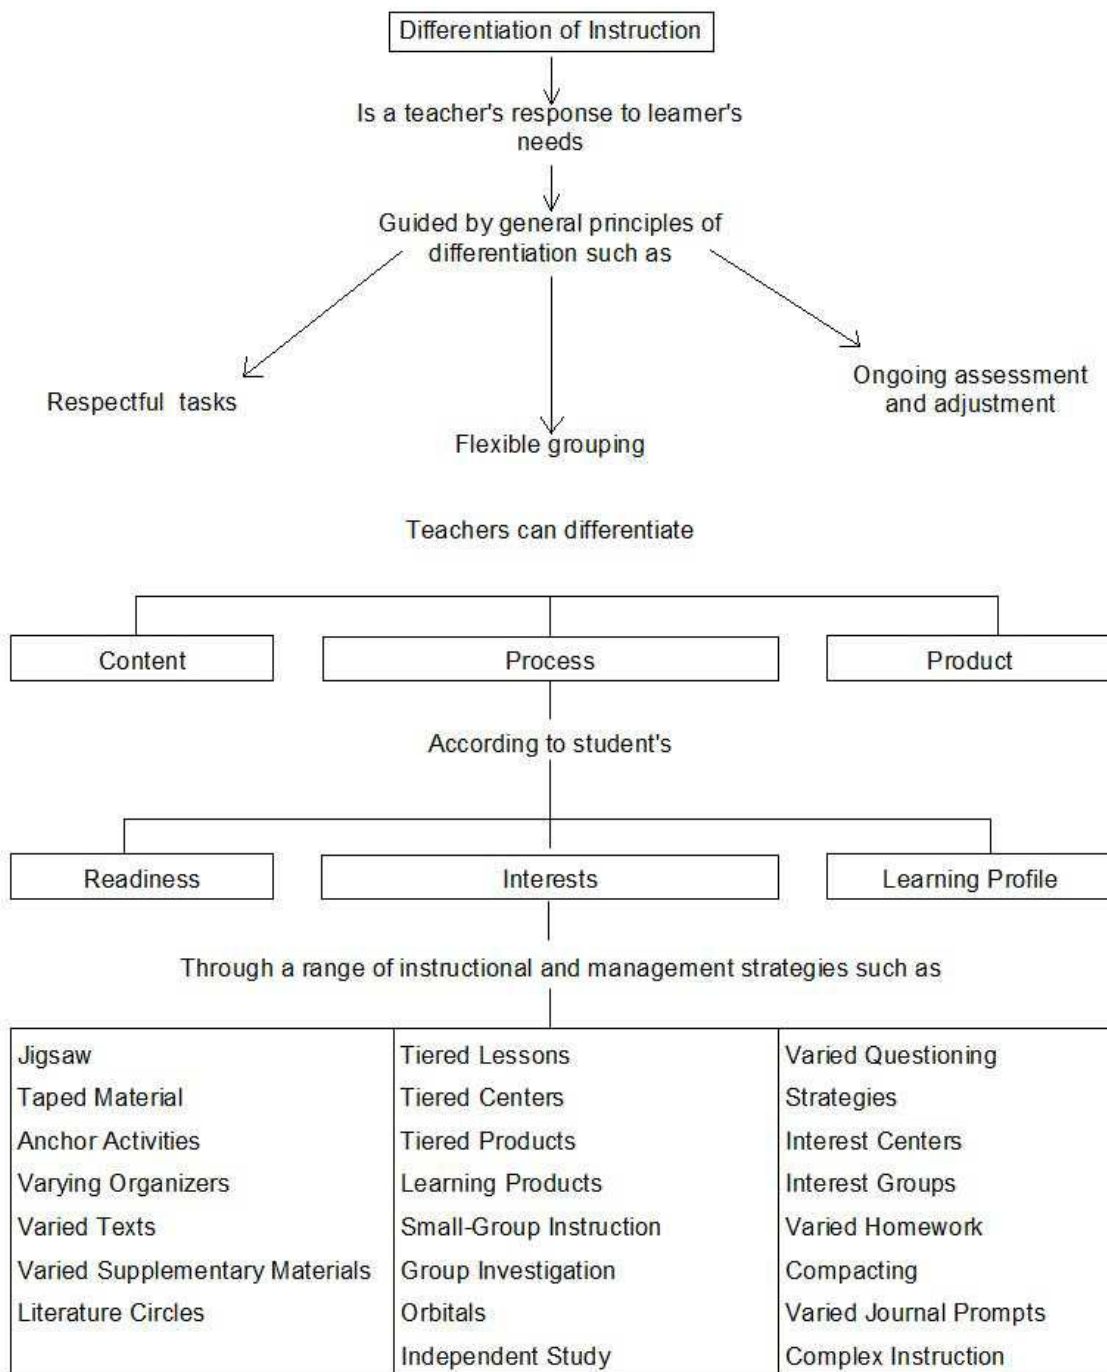 Differentiation of Instruction
Is a teacher's response to learner's
needs
Guided by general principles of
differentiation such as
Respectful tasks
Ongoing assessment
and adjustment
Flexible grouping
Teachers can differentiate
Content
Process
Product
According to student's
Readiness
Interests
Learning Profile
Through a range of instructional and management strategies such as
Jigsaw
Taped Material
Anchor Activities
Varying Organizers
Varied Texts
Varied Supplementary Materials
Literature Circles
Tiered Lessons
Tiered Centers
Tiered Products
Learning Products
Small-Group Instruction
Group Investigation
Orbitals
Independent Study
Varied Questioning
Strategies
Interest Centers
Interest Groups
Varied Homework
Compacting
Varied Journal Prompts
Complex Instruction